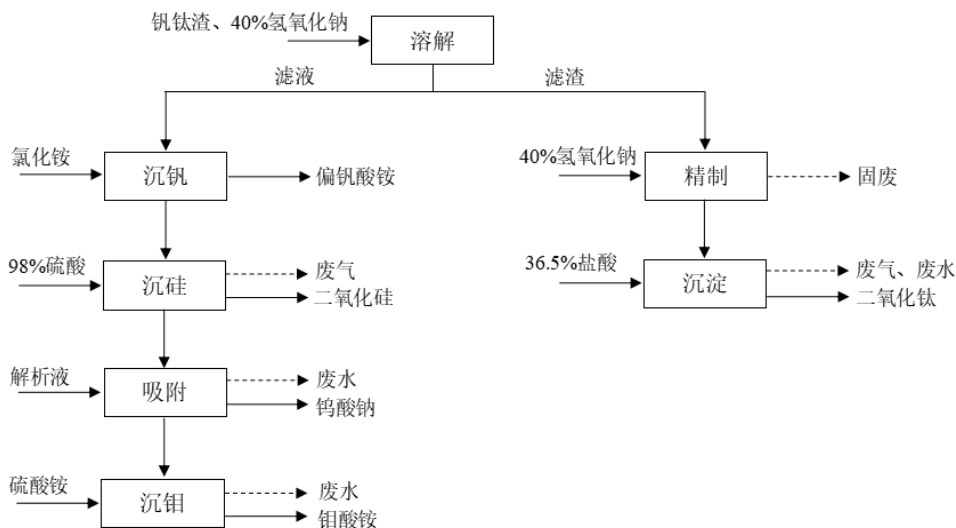 钒钛渣、40%氢氧化钠
溶解
滤液
滤渣
氯化铵
沉钒
偏钒酸铵
40%氢氧化钠
精制
固废
98%硫酸
沉硅
废气
二氧化硅
36.5%盐酸
沉淀
废气、废水
二氧化钛
解析液
吸附
废水
钨酸钠
硫酸铵
沉钼
废水
钼酸铵